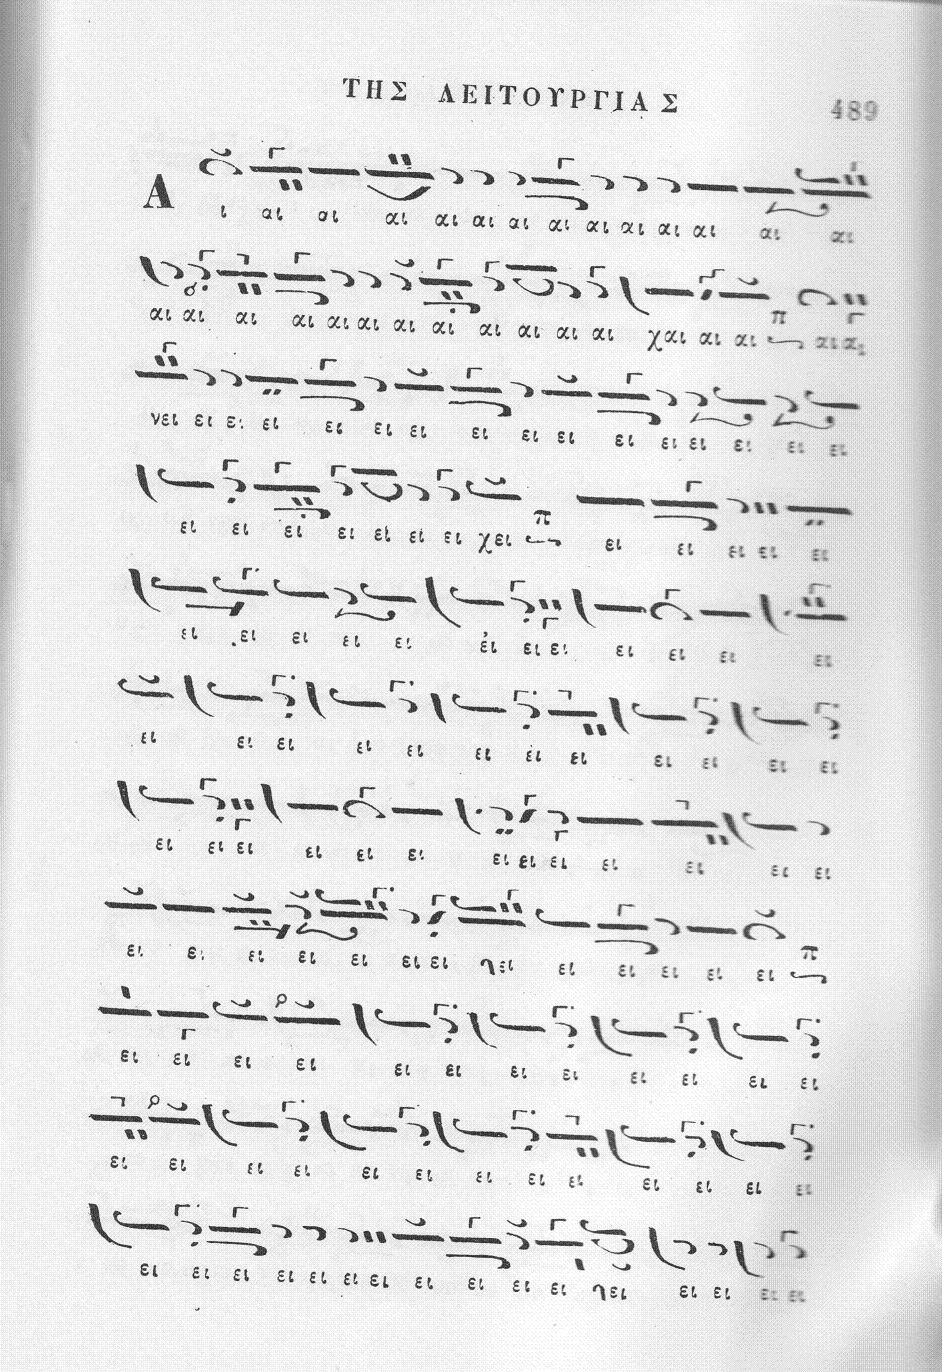 ΤΗΣ ΛΕΙΤΟΥΡΓΙΑΣ 489
Α ι αι αι αι αι αι αι αι αι αι αι αι αι αι
αι αι αι αι αι αι αι αι αι αι αι αι χαι αι αι π αι αι
νει ει ει ει ει ει ει ει ει ει ει ει ει ει ει ει
ει ει ει ει ει ει ει χει π ει ει ει ει ει
ει ει ει ει ει ει ει ει ει ει ει ει
ει ει ει ει ει ει ει ει ει ει ει ει
ει ει ει ει ει ει ει ει ει ει ει ει ει
ει ει ει ει ει ει ει ηει ει ει ει ει ει π
ει ει ει ει ει ει ει ει ει ει ει ει
ει ει ει ει ει ει ει ει ει ει ει ει ει
ει ει ει ει ει ει ει ει ει ει ει ηει ει ει ει ει